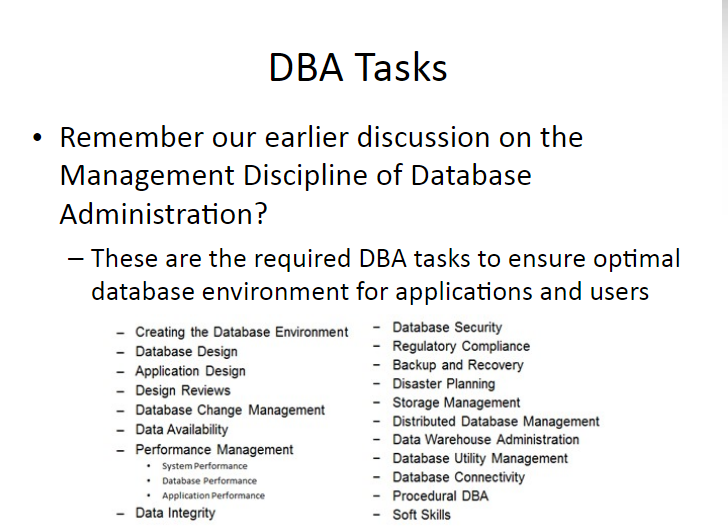 DBA Tasks
• Remember our earlier discussion on the
Management Discipline of Database
Administration?
– These are the required DBA tasks to ensure optimal
database environment for applications and users
– Creating the Database Environment
– Database Design
– Application Design
– Design Reviews
– Database Change Management
– Data Availability
– Performance Management
• System Performance
• Database Performance
• Application Performance
– Data Integrity
– Database Security
– Regulatory Compliance
– Backup and Recovery
– Disaster Planning
– Storage Management
– Distributed Database Management
– Data Warehouse Administration
– Database Utility Management
– Database Connectivity
– Procedural DBA
– Soft Skills